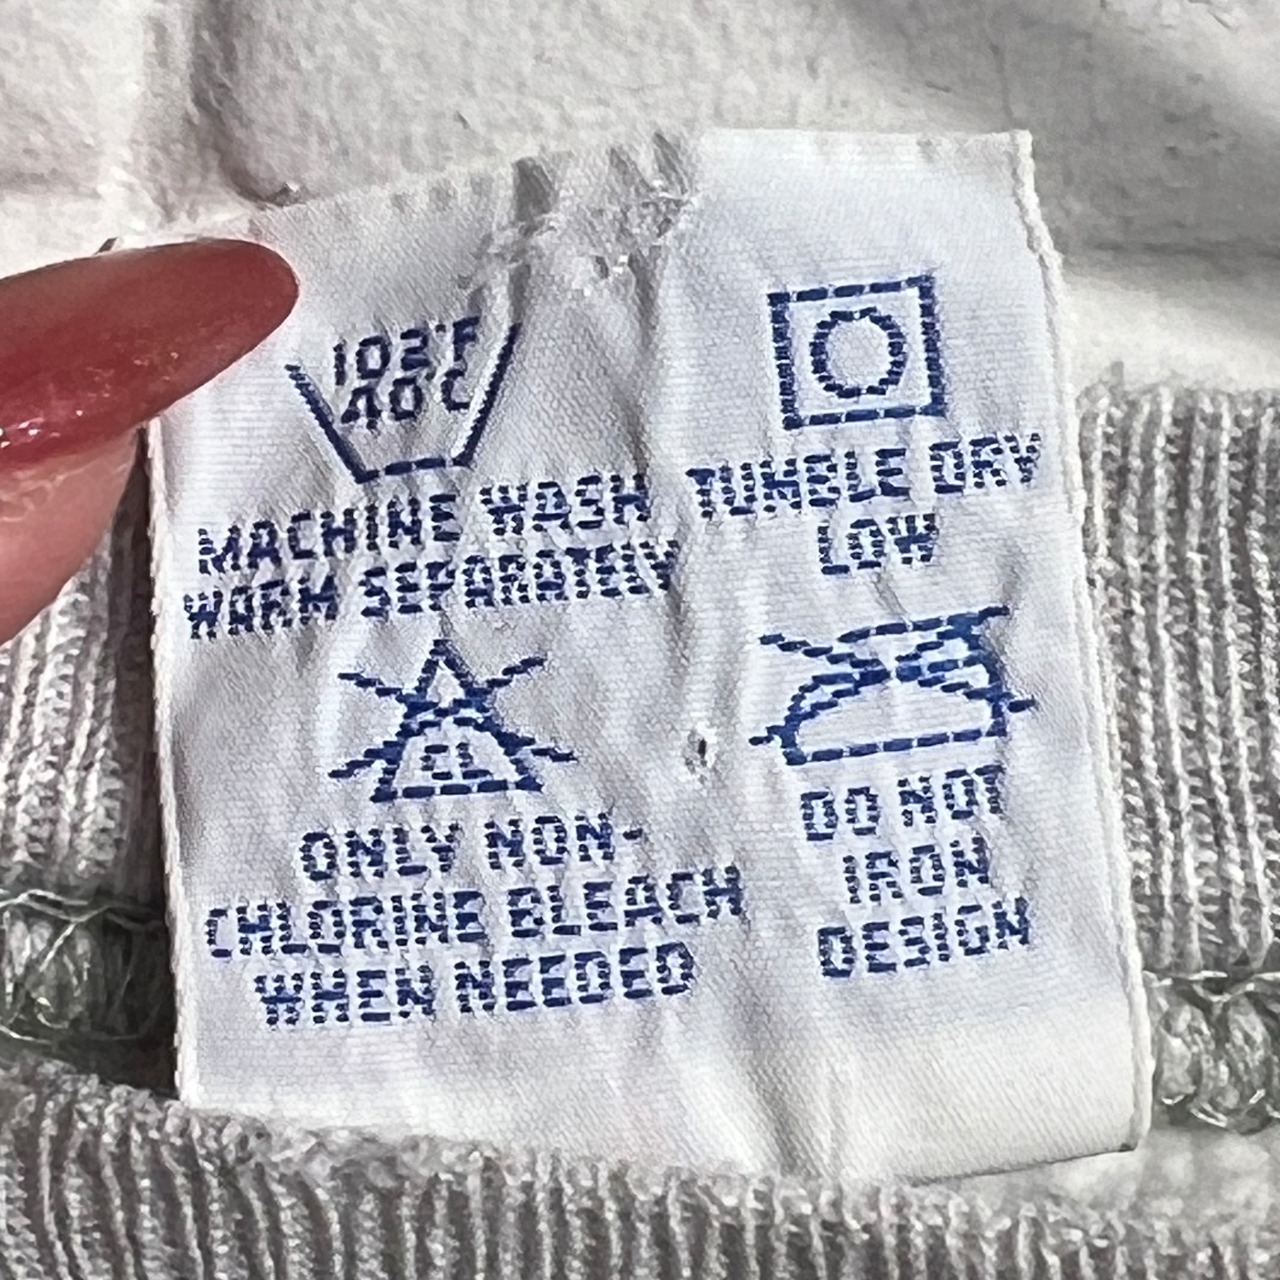 102°F
40°C
MACHINE WASH
WARM SEPARATELY
TUMBLE DRY
LOW
CL
ONLY NON-
CHLORINE BLEACH
WHEN NEEDED
DO NOT
IRON
DESIGN